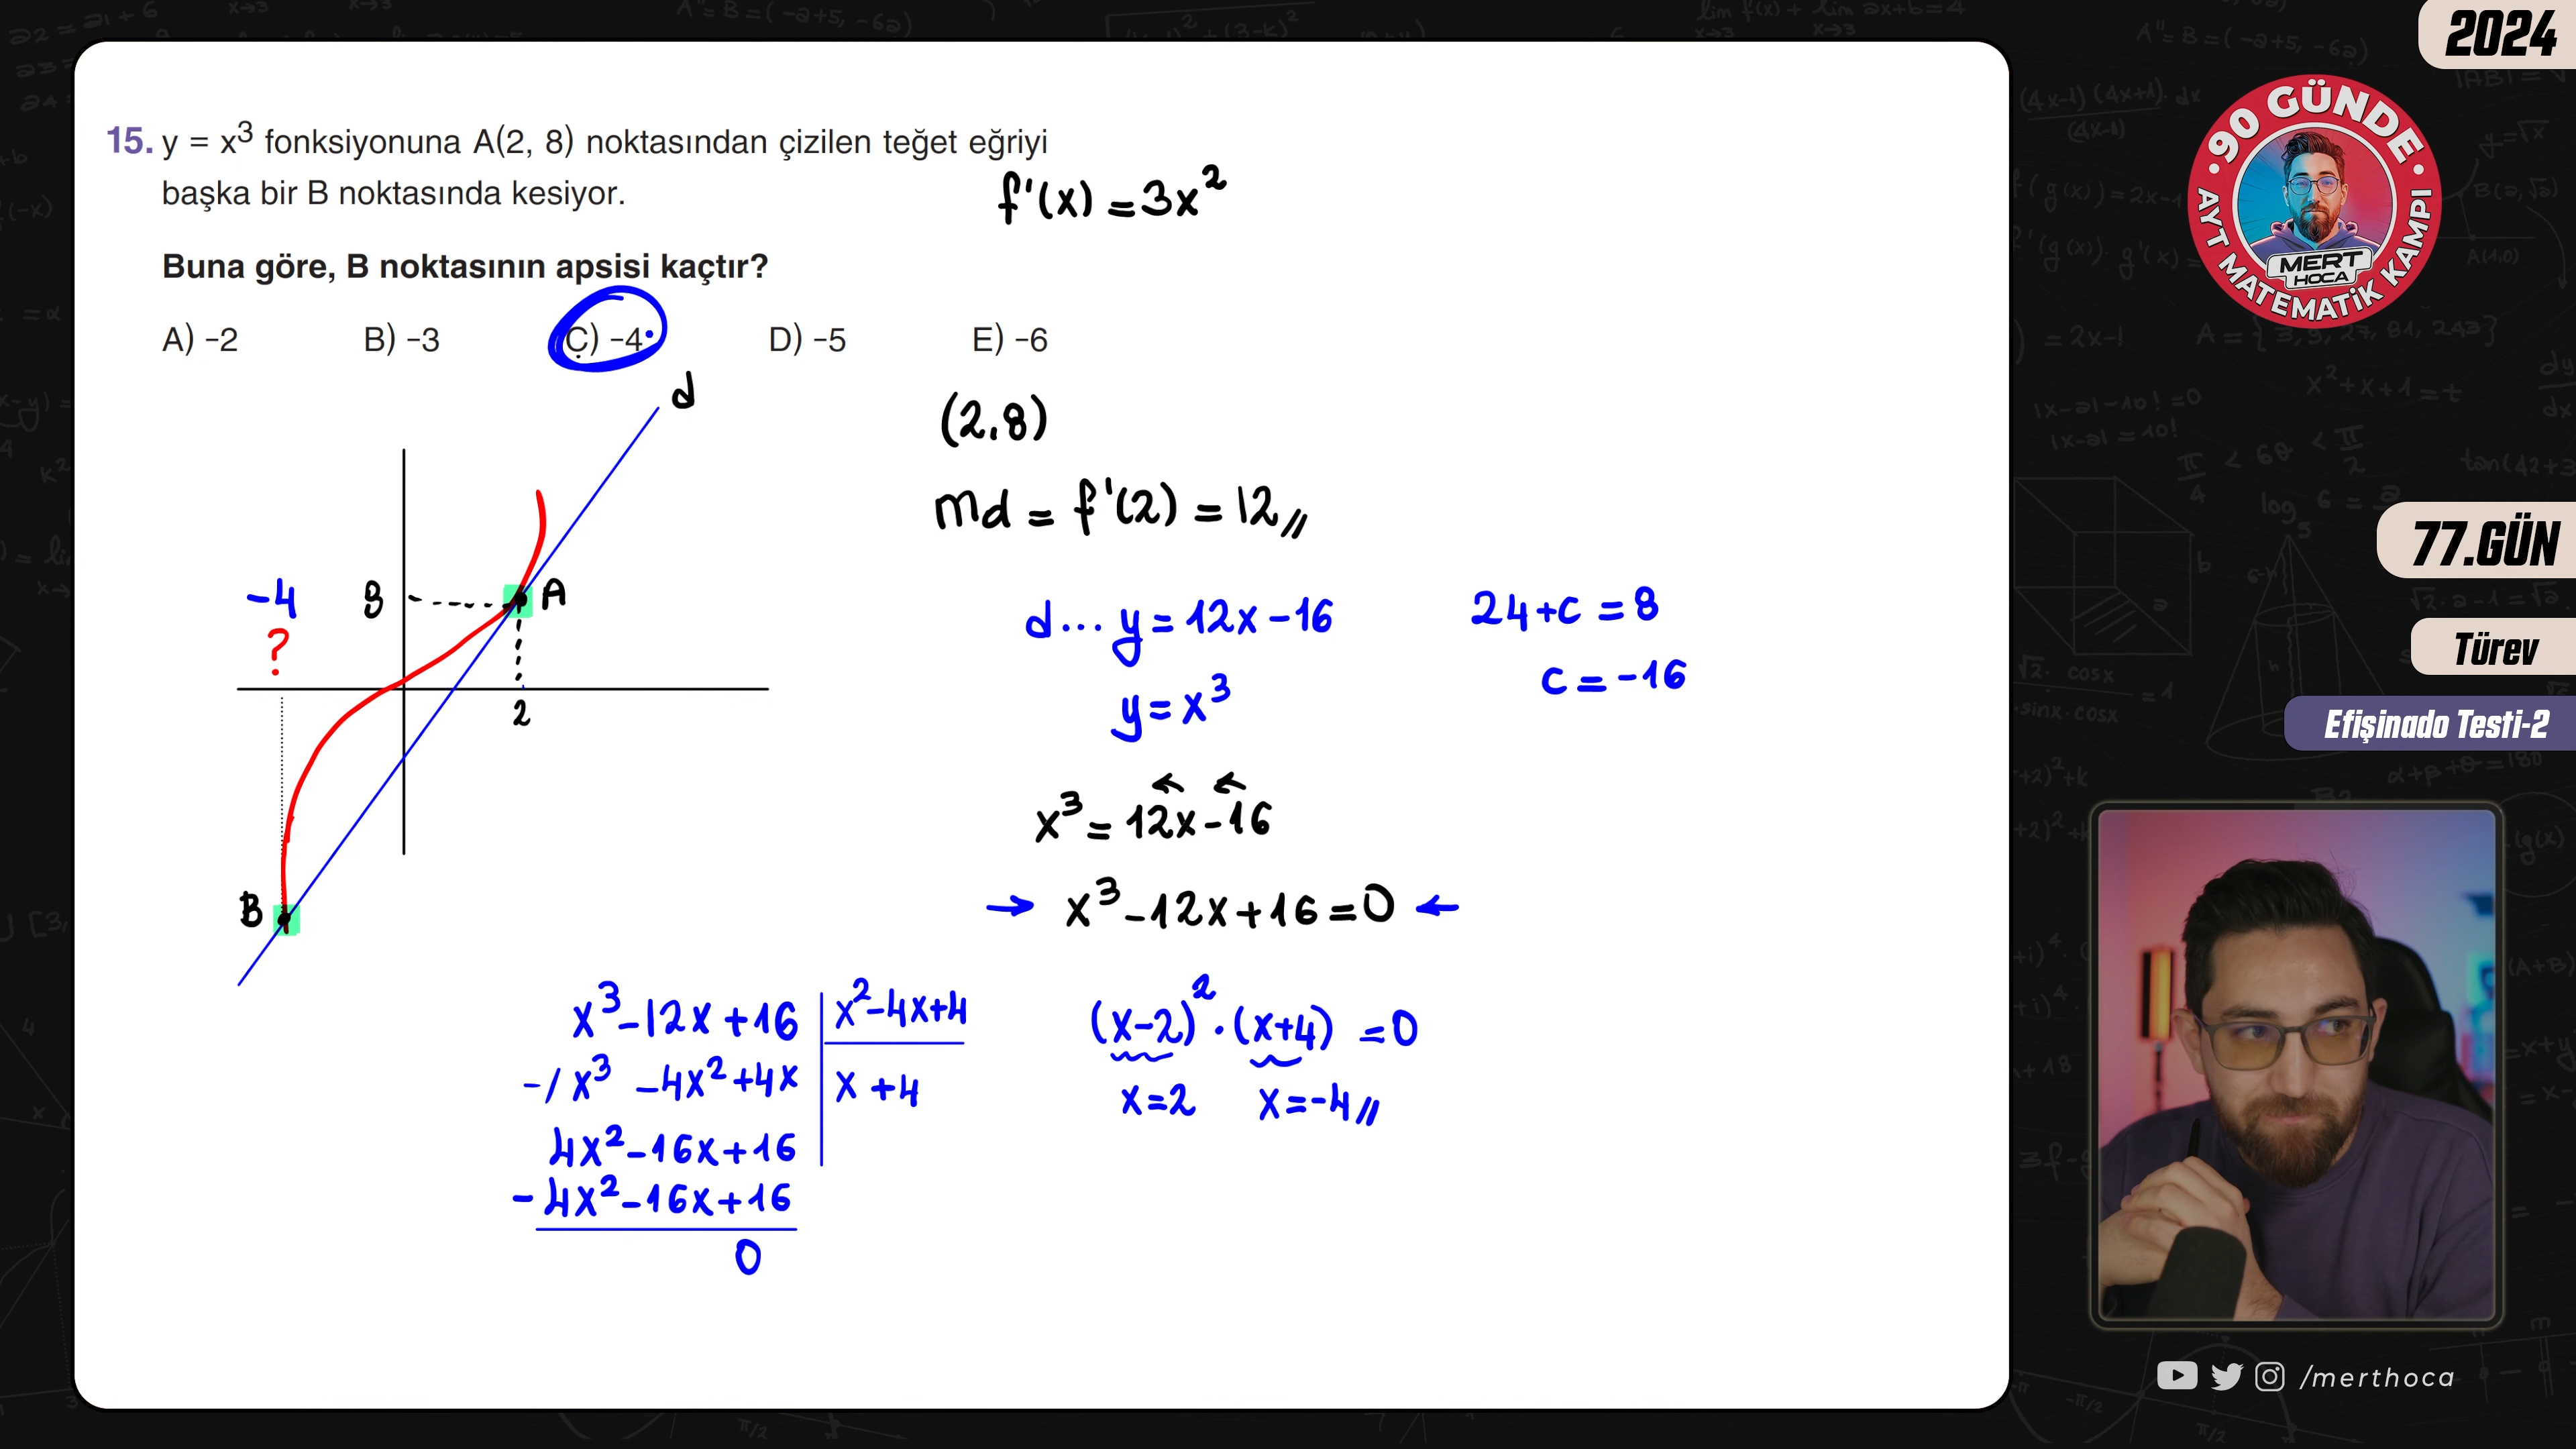 15. y = x³ fonksiyonuna A(2, 8) noktasından çizilen teğet eğriyi
başka bir B noktasında kesiyor.
f'(x) = 3x²
Buna göre, B noktasının apsisi kaçtır?
A) –2 B) –3 C) –4 D) –5 E) –6
d
(2,8)
md = f'(2) = 12
-4
?
8
A
2
B
d... y = 12x - 16
24 + c = 8
y = x³
c = -16
x³ = 12x - 16
→ x³ - 12x + 16 = 0 ←
x³ - 12x + 16
x² - 4x + 4
-/ x³ - 4x² + 4x
x + 4
4x² - 16x + 16
- 4x² - 16x + 16
0
(x-2)² · (x+4) = 0
x = 2 x = -4
2024
90 GÜNDE
AYT MATEMATİK KAMPI
MERT
HOCA
77.GÜN
Türev
Efişinado Testi-2
/merthoca